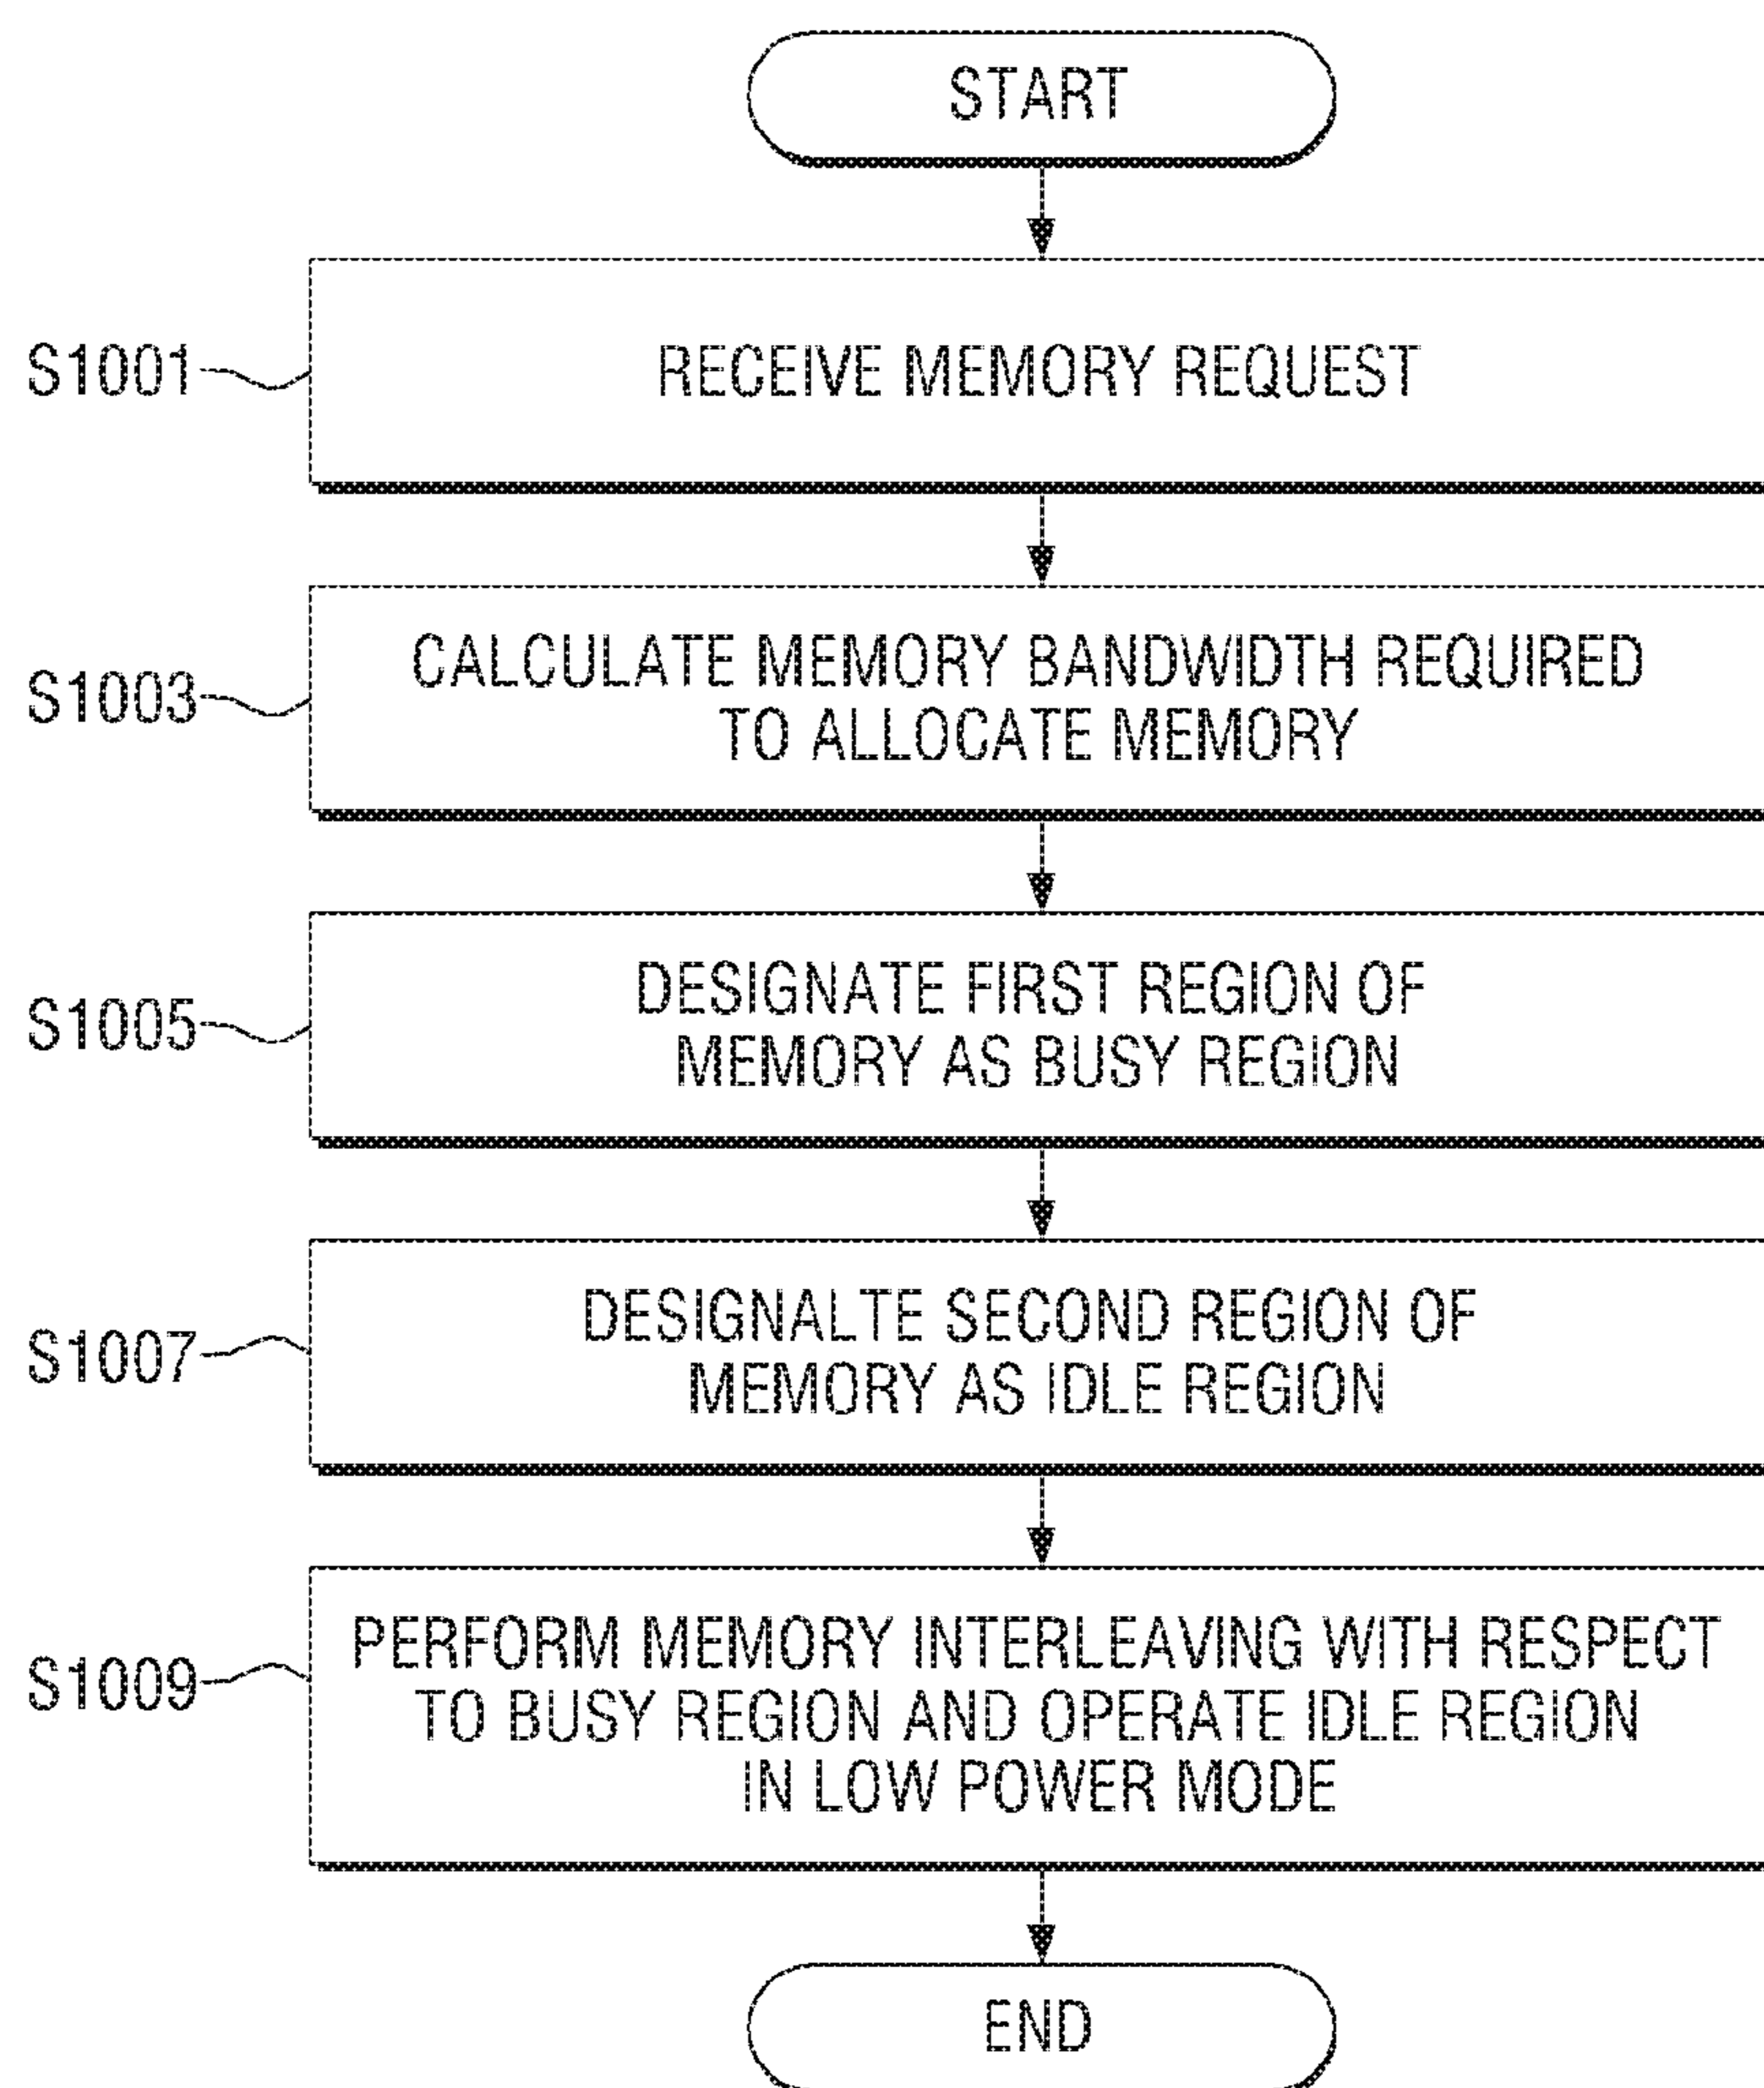 START
S1001
RECEIVE MEMORY REQUEST
S1003
CALCULATE MEMORY BANDWIDTH REQUIRED
TO ALLOCATE MEMORY
S1005
DESIGNATE FIRST REGION OF
MEMORY AS BUSY REGION
S1007
DESIGNALTE SECOND REGION OF
MEMORY AS IDLE REGION
S1009
PERFORM MEMORY INTERLEAVING WITH RESPECT
TO BUSY REGION AND OPERATE IDLE REGION
IN LOW POWER MODE
END